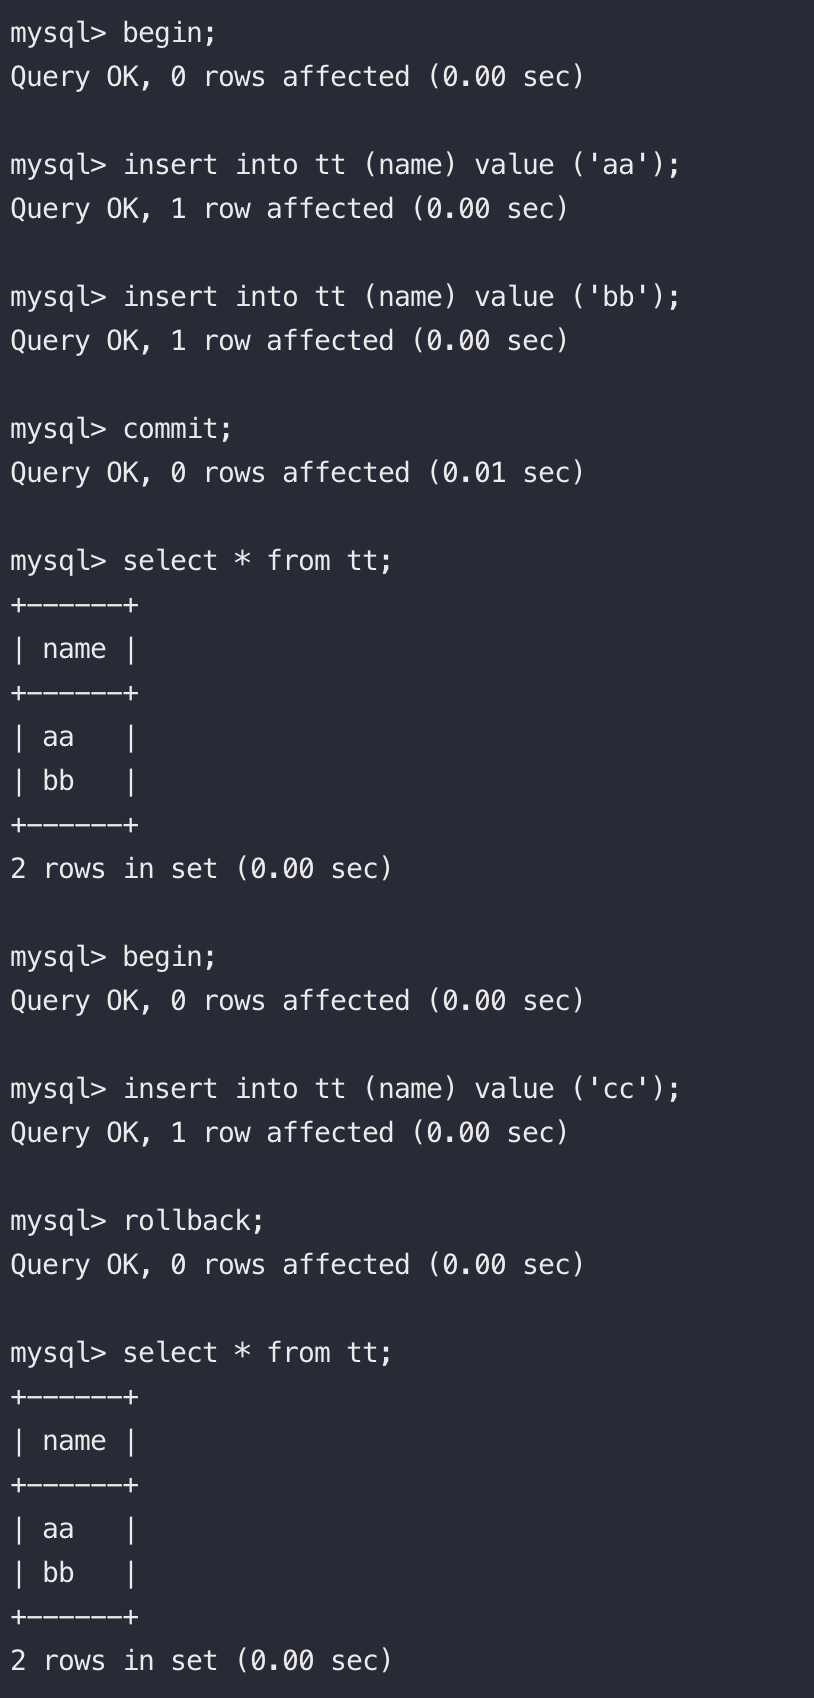 mysql> begin;
Query OK, 0 rows affected (0.00 sec)
mysql> insert into tt (name) value ('aa');
Query OK, 1 row affected (0.00 sec)
mysql> insert into tt (name) value ('bb');
Query OK, 1 row affected (0.00 sec)
mysql> commit;
Query OK, 0 rows affected (0.01 sec)
mysql> select * from tt;
+------+
| name |
+------+
| aa   |
| bb   |
+------+
2 rows in set (0.00 sec)
mysql> begin;
Query OK, 0 rows affected (0.00 sec)
mysql> insert into tt (name) value ('cc');
Query OK, 1 row affected (0.00 sec)
mysql> rollback;
Query OK, 0 rows affected (0.00 sec)
mysql> select * from tt;
+------+
| name |
+------+
| aa   |
| bb   |
+------+
2 rows in set (0.00 sec)